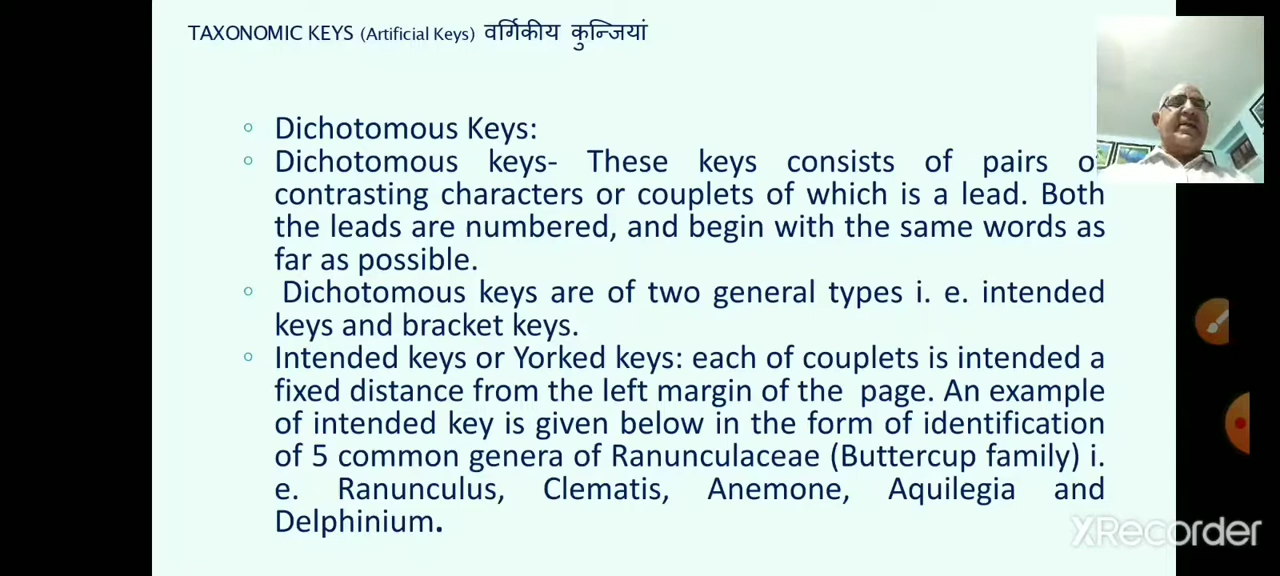 TAXONOMIC KEYS (Artificial Keys) वर्गिकीय कुन्जियां
Dichotomous Keys:
Dichotomous keys- These keys consists of pairs o
contrasting characters or couplets of which is a lead. Both
the leads are numbered, and begin with the same words as
far as possible.
Dichotomous keys are of two general types i. e. intended
keys and bracket keys.
Intended keys or Yorked keys: each of couplets is intended a
fixed distance from the left margin of the page. An example
of intended key is given below in the form of identification
of 5 common genera of Ranunculaceae (Buttercup family) i.
e. Ranunculus, Clematis, Anemone, Aquilegia and
Delphinium.
XRecorder